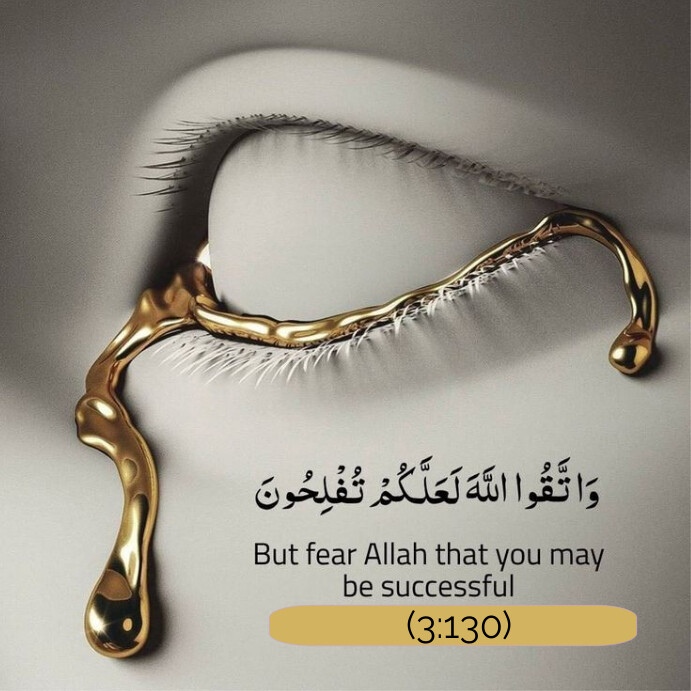 وَاتَّقُوا اللَّهَ لَعَلَّكُمْ تُفْلِحُونَ
But fear Allah that you may
be successful
(3:130)